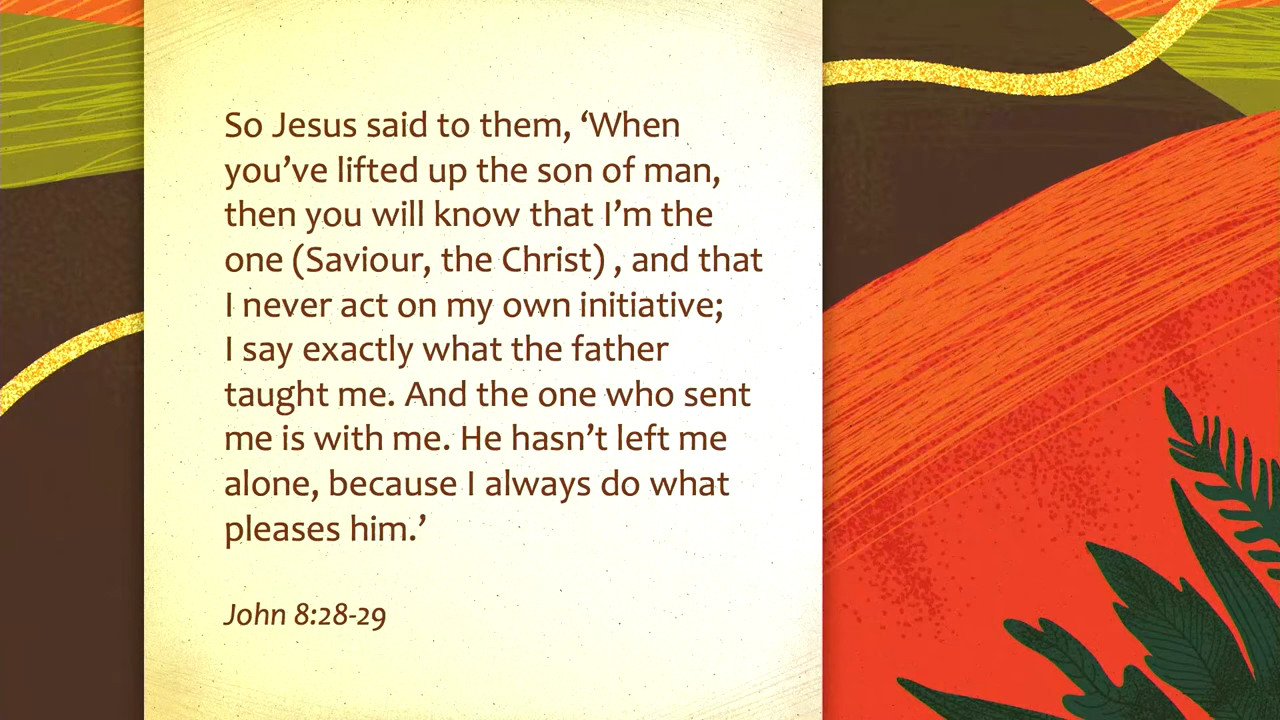 So Jesus said to them, ‘When
you’ve lifted up the son of man,
then you will know that I’m the
one (Saviour, the Christ) , and that
I never act on my own initiative;
I say exactly what the father
taught me. And the one who sent
me is with me. He hasn’t left me
alone, because I always do what
pleases him.’
John 8:28-29